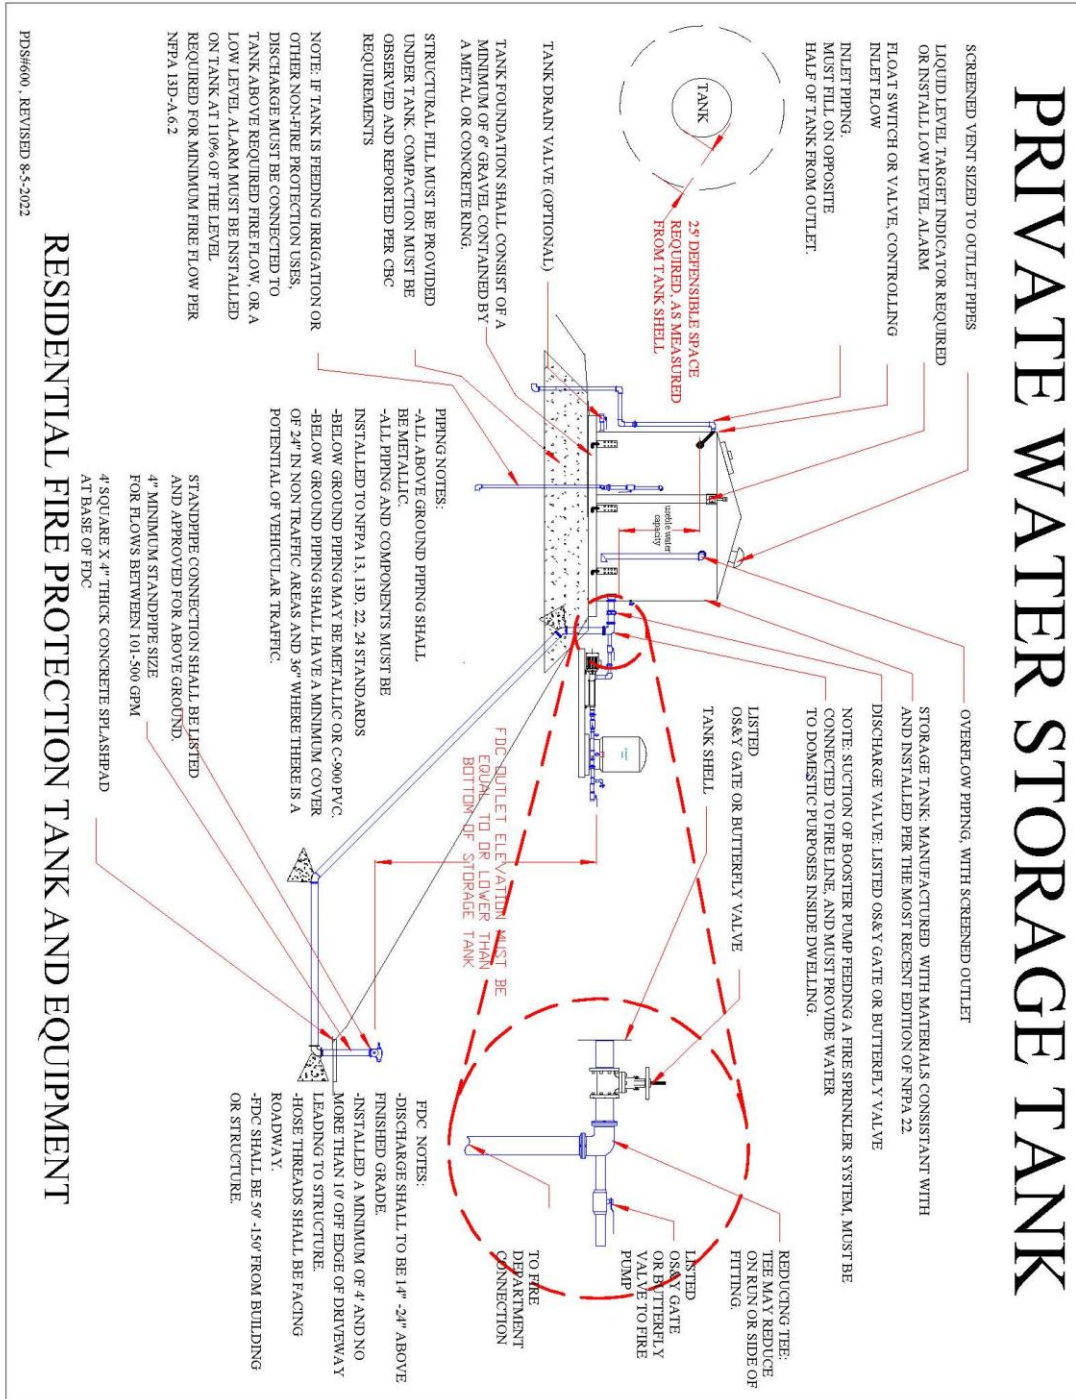 PRIVATE WATER STORAGE TANK
SCREENED VENT SIZED TO OUTLET PIPES
LIQUID LEVEL TARGET INDICATOR REQUIRED
OR INSTALL LOW LEVEL ALARM
FLOAT SWITCH OR VALVE, CONTROLLING
INLET FLOW
INLET PIPING.
MUST FILL ON OPPOSITE
HALF OF TANK FROM OUTLET.
TANK
25' DEFENSIBLE SPACE
REQUIRED, AS MEASURED
FROM TANK SHELL
TANK DRAIN VALVE (OPTIONAL)
TANK FOUNDATION SHALL CONSIST OF A
MINIMUM OF 6" GRAVEL CONTAINED BY
A METAL OR CONCRETE RING.
STRUCTURAL FILL MUST BE PROVIDED
UNDER TANK. COMPACTION MUST BE
OBSERVED AND REPORTED PER CBC
REQUIREMENTS
NOTE: IF TANK IS FEEDING IRRIGATION OR
OTHER NON-FIRE PROTECTION USES,
DISCHARGE MUST BE CONNECTED TO
TANK ABOVE REQUIRED FIRE FLOW, OR A
LOW LEVEL ALARM MUST BE INSTALLED
ON TANK AT 110% OF THE LEVEL
REQUIRED FOR MINIMUM FIRE FLOW PER
NFPA 13D-A.6.2
useble water
capacity
OVERFLOW PIPING, WITH SCREENED OUTLET
STORAGE TANK: MANUFACTURED WITH MATERIALS CONSISTANT WITH
AND INSTALLED PER THE MOST RECENT EDITION OF NFPA 22.
DISCHARGE VALVE: LISTED OS&Y GATE OR BUTTERFLY VALVE
NOTE: SUCTION OF BOOSTER PUMP FEEDING A FIRE SPRINKLER SYSTEM, MUST BE
CONNECTED TO FIRE LINE, AND MUST PROVIDE WATER
TO DOMESTIC PURPOSES INSIDE DWELLING.
LISTED
OS&Y GATE OR BUTTERFLY VALVE
TANK SHELL
REDUCING TEE:
TEE MAY REDUCE
ON RUN OR SIDE OF
FITTING.
LISTED
OS&Y GATE
OR BUTTERFLY
VALVE TO FIRE
PUMP
TO FIRE
DEPARTMENT
CONNECTION
PIPING NOTES:
-ALL ABOVE GROUND PIPING SHALL
BE METALLIC.
-ALL PIPING AND COMPONENTS MUST BE
INSTALLED TO NFPA 13, 13D, 22, 24 STANDARDS
-BELOW GROUND PIPING MAY BE METALLIC OR C-900 PVC.
-BELOW GROUND PIPING SHALL HAVE A MINIMUM COVER
OF 24" IN NON TRAFFIC AREAS AND 36" WHERE THERE IS A
POTENTIAL OF VEHICULAR TRAFFIC.
FDC OUTLET ELEVATION MUST BE
EQUAL TO OR LOWER THAN
BOTTOM OF STORAGE TANK
STANDPIPE CONNECTION SHALL BE LISTED
AND APPROVED FOR ABOVE GROUND.
4" MINIMUM STANDPIPE SIZE
FOR FLOWS BETWEEN 101-500 GPM
4' SQUARE X 4" THICK CONCRETE SPLASHPAD
AT BASE OF FDC
FDC NOTES:
-DISCHARGE SHALL TO BE 14" -24" ABOVE
FINISHED GRADE.
-INSTALLED A MINIMUM OF 4' AND NO
MORE THAN 10' OFF EDGE OF DRIVEWAY
LEADING TO STRUCTURE.
-HOSE THREADS SHALL BE FACING
ROADWAY.
-FDC SHALL BE 50' -150' FROM BUILDING
OR STRUCTURE.
RESIDENTIAL FIRE PROTECTION TANK AND EQUIPMENT
PDS#600 , REVISED 8-5-2022